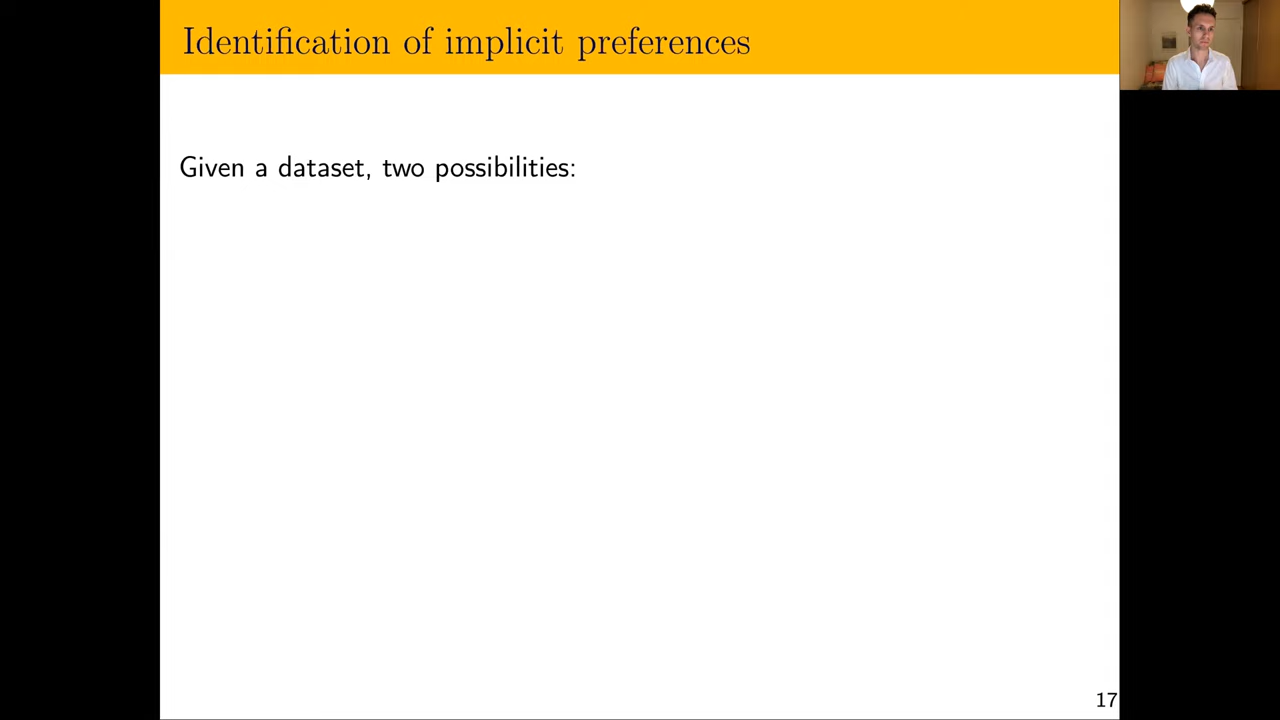 Identification of implicit preferences
Given a dataset, two possibilities:
17